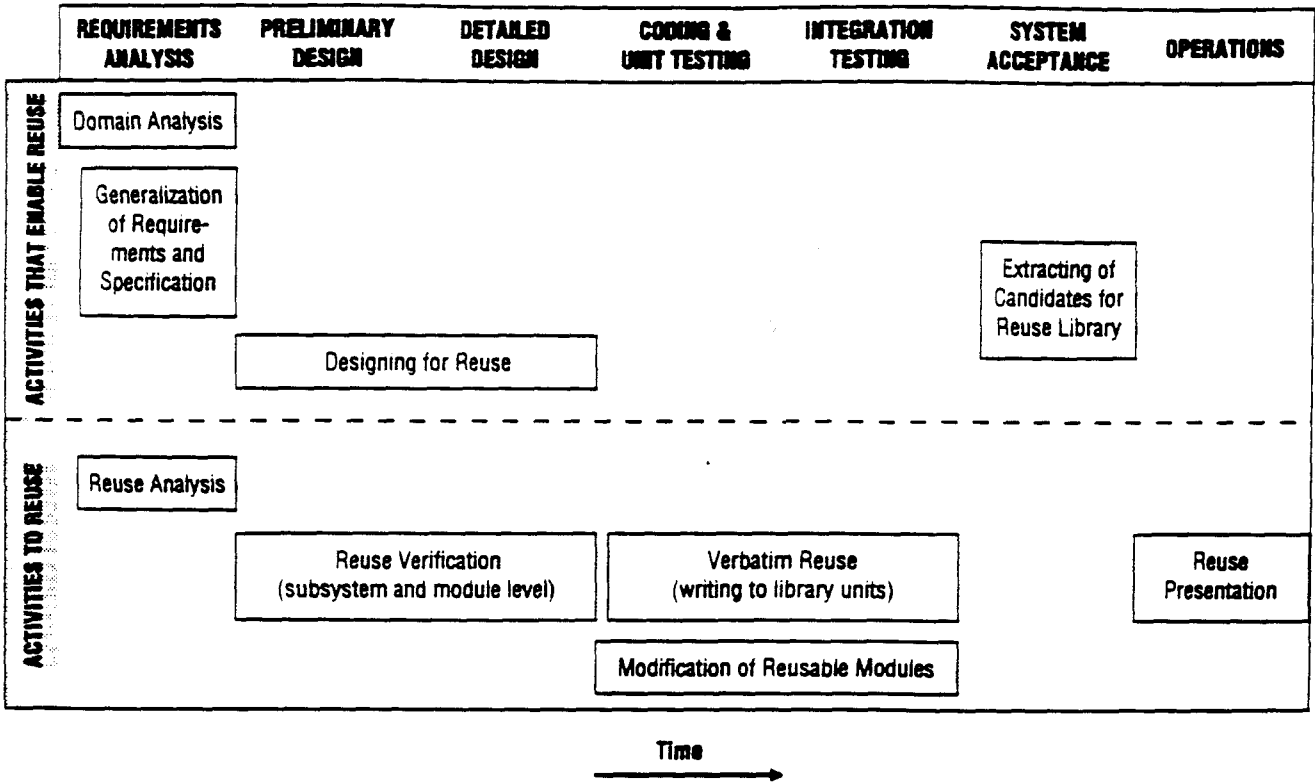 REQUIREMENTS ANALYSIS
PRELIMINARY DESIGN
DETAILED DESIGN
CODING & UNIT TESTING
INTEGRATION TESTING
SYSTEM ACCEPTANCE
OPERATIONS
ACTIVITIES THAT ENABLE REUSE
Domain Analysis
Generalization
of Require-
ments and
Specification
Extracting of
Candidates for
Reuse Library
Designing for Reuse
ACTIVITIES TO REUSE
Reuse Analysis
Reuse Verification
(subsystem and module level)
Verbatim Reuse
(writing to library units)
Reuse
Presentation
Modification of Reusable Modules
Time